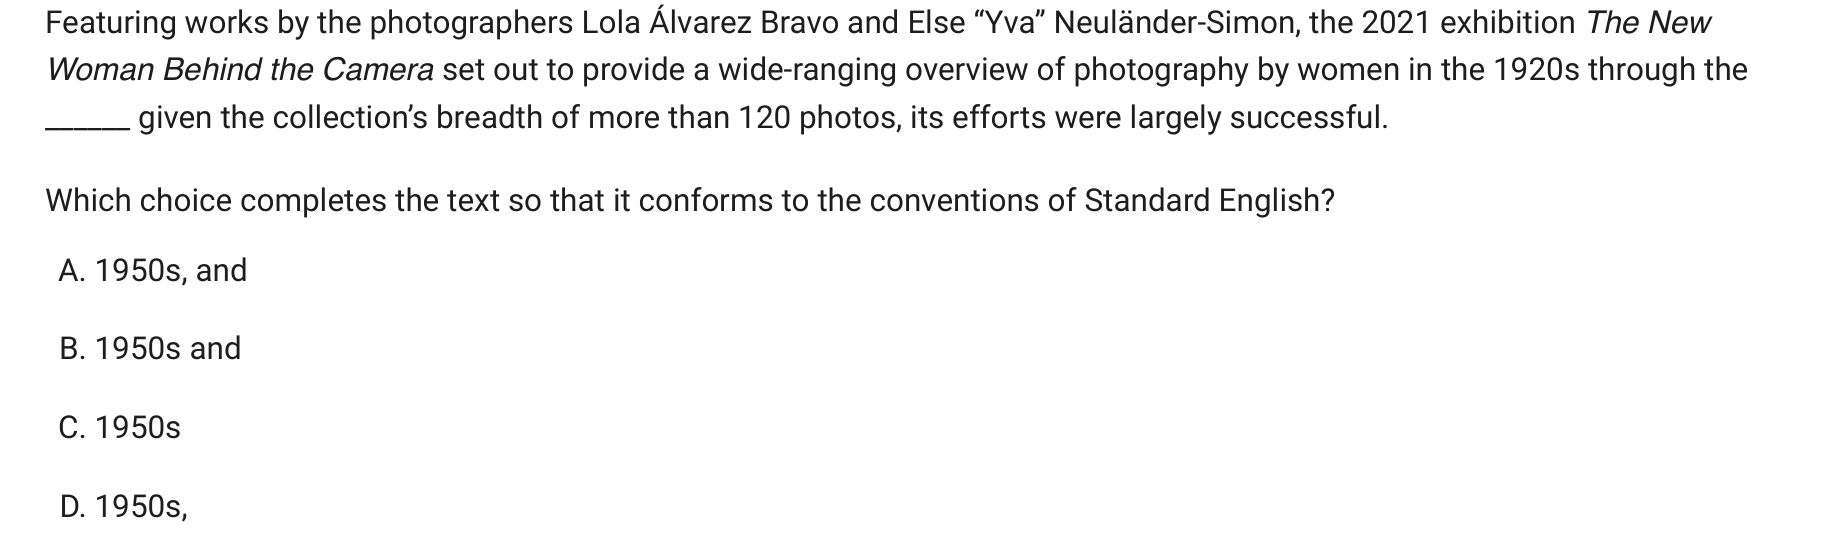 Featuring works by the photographers Lola Álvarez Bravo and Else “Yva” Neuländer-Simon, the 2021 exhibition The New
Woman Behind the Camera set out to provide a wide-ranging overview of photography by women in the 1920s through the
______ given the collection’s breadth of more than 120 photos, its efforts were largely successful.
Which choice completes the text so that it conforms to the conventions of Standard English?
A. 1950s, and
B. 1950s and
C. 1950s
D. 1950s,